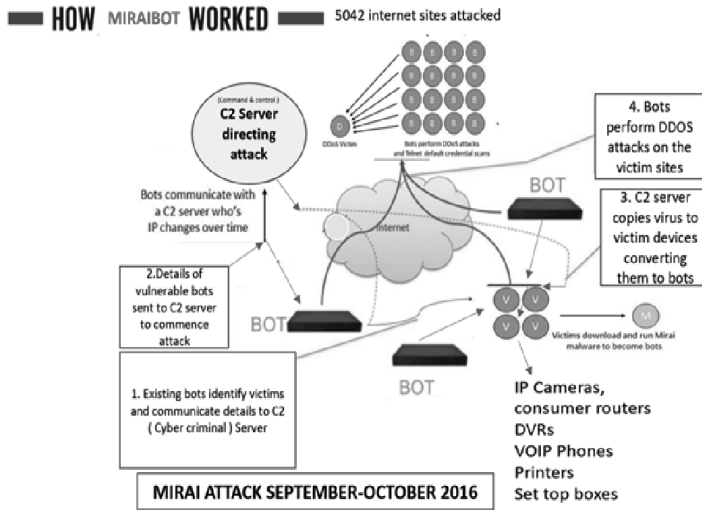 HOW MIRAIBOT WORKED
5042 internet sites attacked
B B B B
B B B B
B B B B
B B B B
D
DDoS Victim
Bots perform DDoS attacks
and Telnet default credential scans
(Command & control)
C2 Server
directing
attack
4. Bots
perform DDOS
attacks on the
victim sites
Bots communicate with
a C2 server who's
IP changes over time
Internet
BOT
3. C2 server
copies virus to
victim devices
converting
them to bots
2.Details of
vulnerable bots
sent to C2 server
to commence
attack
BOT
V V
V V
M
Victims download and run Mirai
malware to become bots
BOT
1. Existing bots identify victims
and communicate details to C2
( Cyber criminal ) Server
IP Cameras,
consumer routers
DVRs
VOIP Phones
Printers
Set top boxes
MIRAI ATTACK SEPTEMBER-OCTOBER 2016